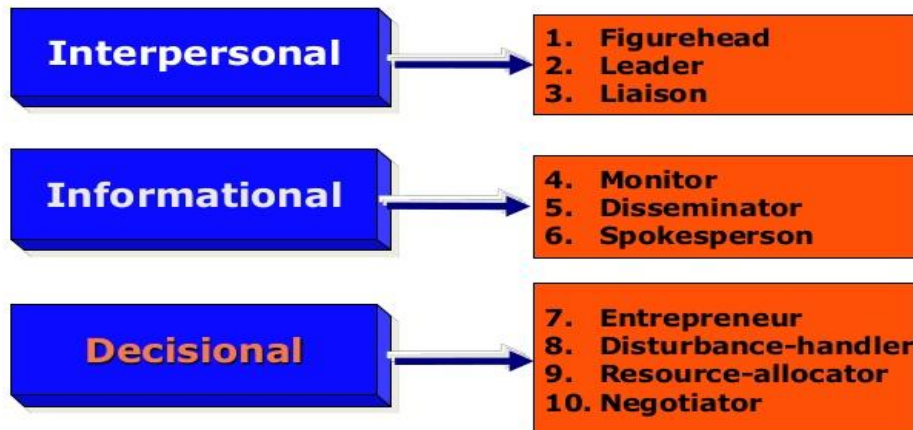 Interpersonal
1. Figurehead
2. Leader
3. Liaison
Informational
4. Monitor
5. Disseminator
6. Spokesperson
Decisional
7. Entrepreneur
8. Disturbance-handler
9. Resource-allocator
10. Negotiator